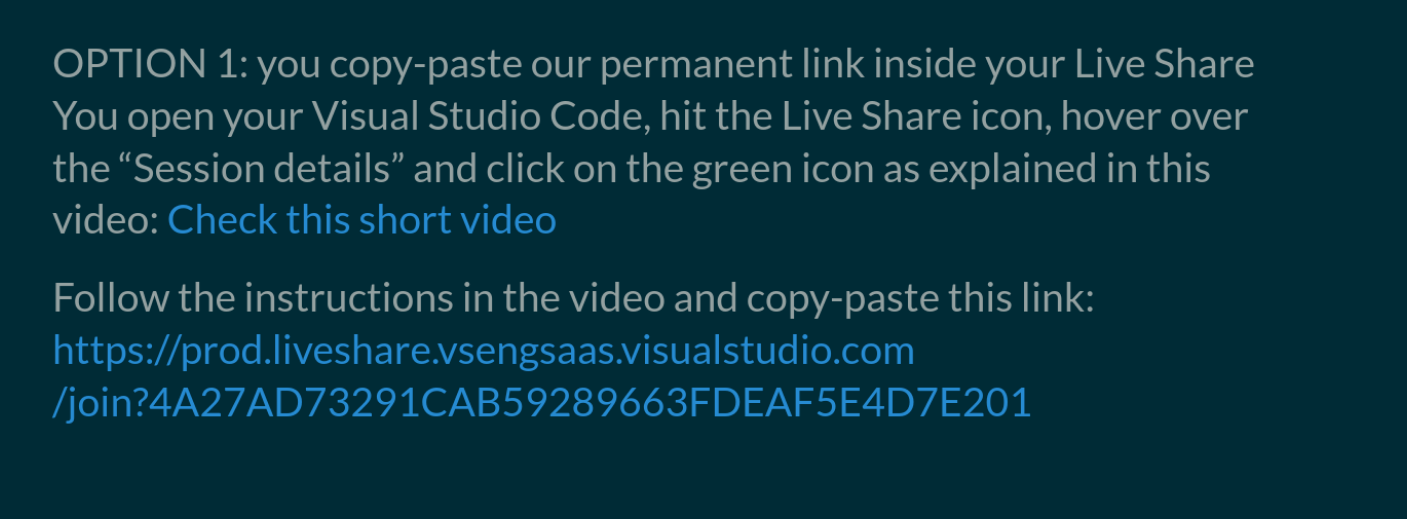 OPTION 1: you copy-paste our permanent link inside your Live Share
You open your Visual Studio Code, hit the Live Share icon, hover over
the “Session details” and click on the green icon as explained in this
video: Check this short video
Follow the instructions in the video and copy-paste this link:
https://prod.liveshare.vsengsaas.visualstudio.com
/join?4A27AD73291CAB59289663FDEAF5E4D7E201